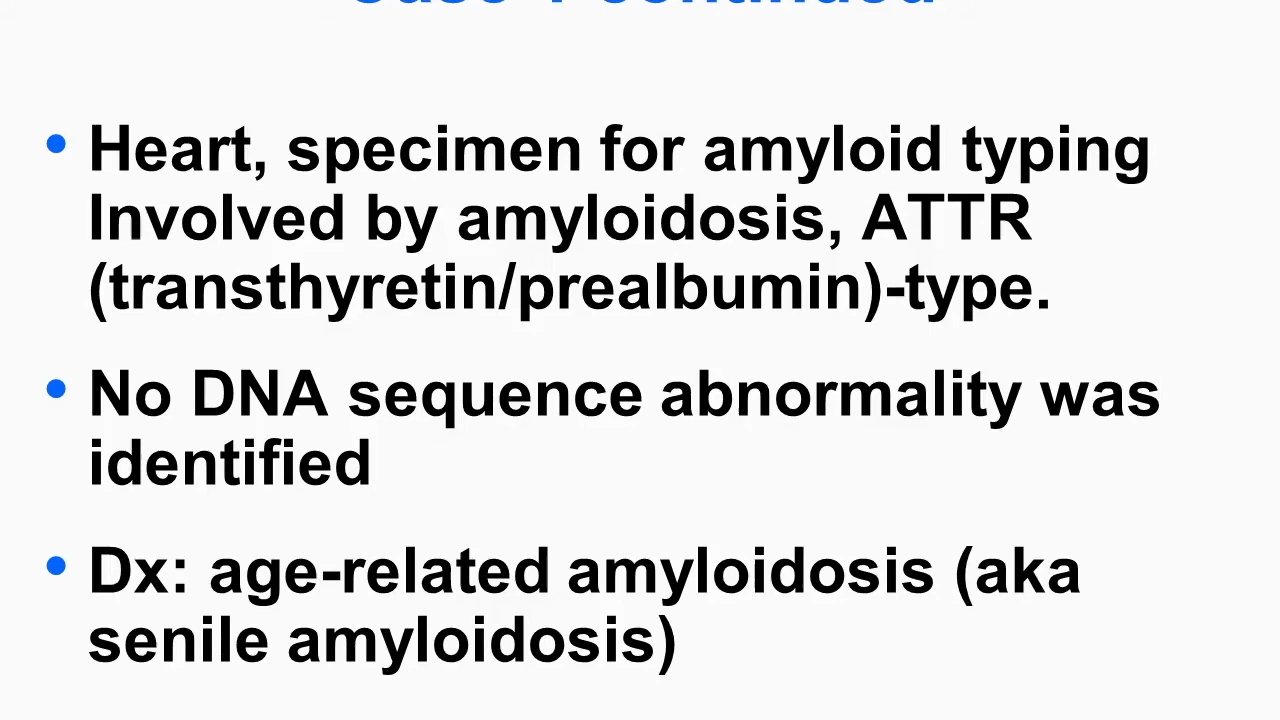 continued
• Heart, specimen for amyloid typing
Involved by amyloidosis, ATTR
(transthyretin/prealbumin)-type.
• No DNA sequence abnormality was
identified
• Dx: age-related amyloidosis (aka
senile amyloidosis)